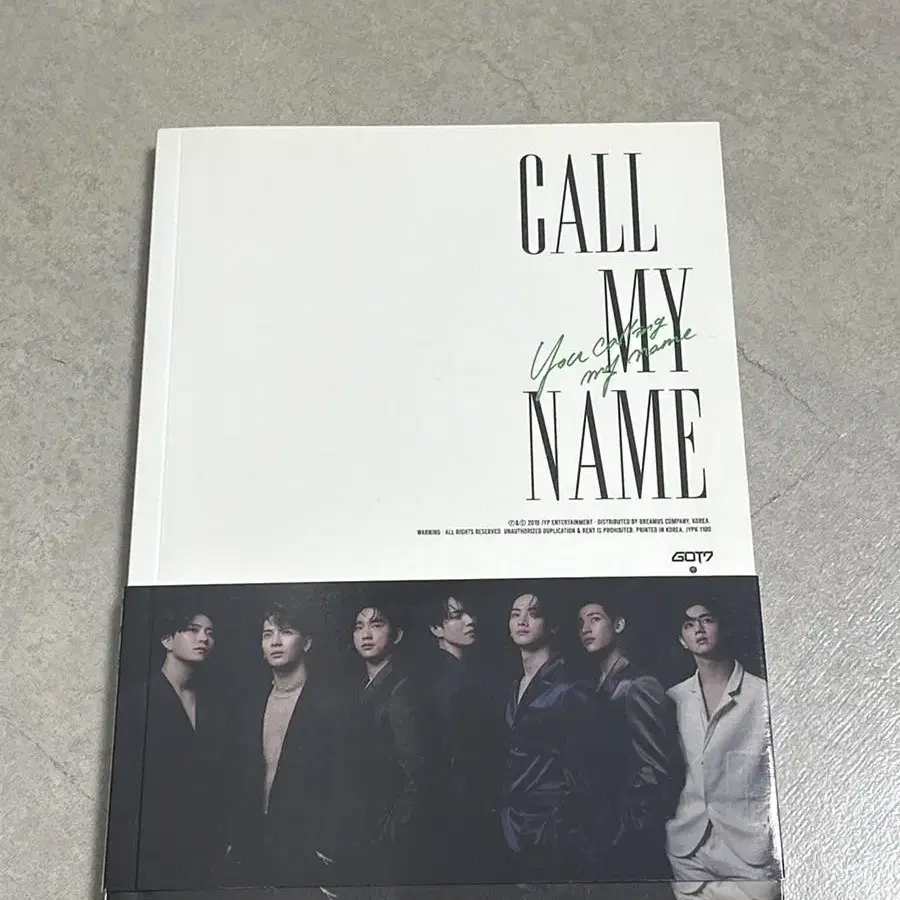 CALL
MY
You calling
my name
NAME
Ⓟ&Ⓒ 2019 JYP ENTERTAINMENT · DISTRIBUTED BY DREAMUS COMPANY, KOREA.
WARNING : ALL RIGHTS RESERVED. UNAUTHORIZED DUPLICATION & RENT IS PROHIBITED. PRINTED IN KOREA. JYPK 1100
GOT7